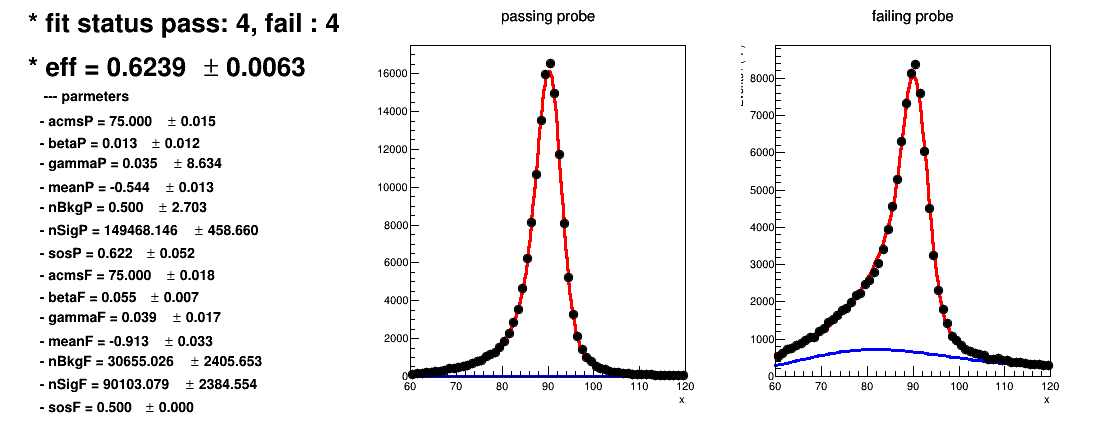 * fit status pass: 4, fail : 4
* eff = 0.6239 ± 0.0063
--- parmeters
- acmsP = 75.000 ± 0.015
- betaP = 0.013 ± 0.012
- gammaP = 0.035 ± 8.634
- meanP = -0.544 ± 0.013
- nBkgP = 0.500 ± 2.703
- nSigP = 149468.146 ± 458.660
- sosP = 0.622 ± 0.052
- acmsF = 75.000 ± 0.018
- betaF = 0.055 ± 0.007
- gammaF = 0.039 ± 0.017
- meanF = -0.913 ± 0.033
- nBkgF = 30655.026 ± 2405.653
- nSigF = 90103.079 ± 2384.554
- sosF = 0.500 ± 0.000
passing probe
16000
14000
12000
10000
8000
6000
4000
2000
0
60 70 80 90 100 110 120
x
failing probe
8000
7000
6000
5000
4000
3000
2000
1000
0
60 70 80 90 100 110 120
x